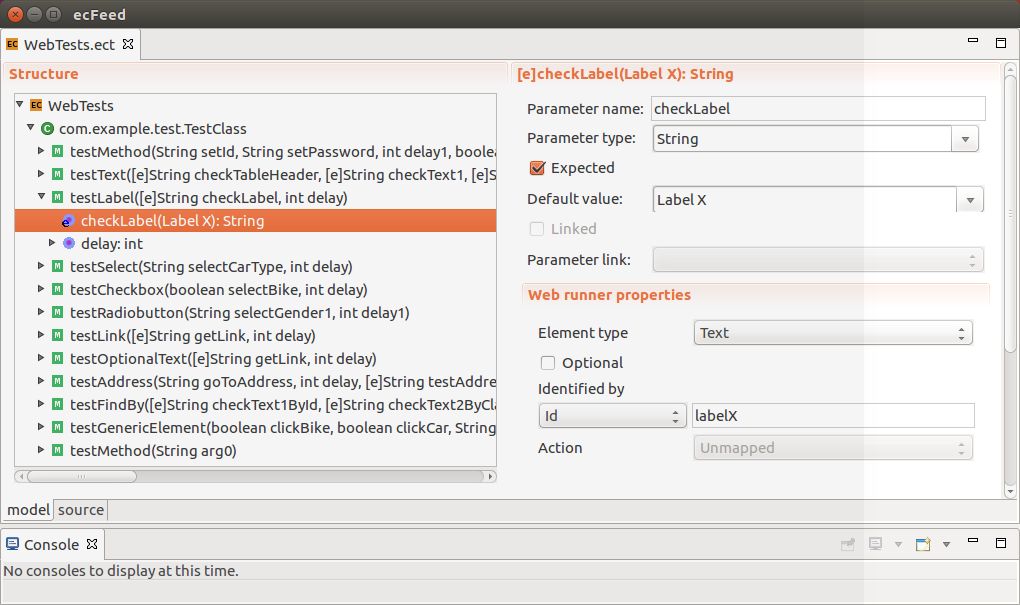 ecFeed
EC WebTests.ect
Structure
EC WebTests
C com.example.test.TestClass
M testMethod(String setId, String setPassword, int delay1, boolea
M testText([e]String checkTableHeader, [e]String checkText1, [e]S
M testLabel([e]String checkLabel, int delay)
e checkLabel(Label X): String
delay: int
M testSelect(String selectCarType, int delay)
M testCheckbox(boolean selectBike, int delay)
M testRadiobutton(String selectGender1, int delay1)
M testLink([e]String getLink, int delay)
M testOptionalText([e]String getLink, int delay)
M testAddress(String goToAddress, int delay, [e]String testAddre
M testFindBy([e]String checkText1ById, [e]String checkText2ByCla
M testGenericElement(boolean clickBike, boolean clickCar, String
M testMethod(String arg0)
model source
[e]checkLabel(Label X): String
Parameter name: checkLabel
Parameter type: String
Expected
Default value: Label X
Linked
Parameter link:
Web runner properties
Element type Text
Optional
Identified by
Id labelX
Action Unmapped
Console
No consoles to display at this time.